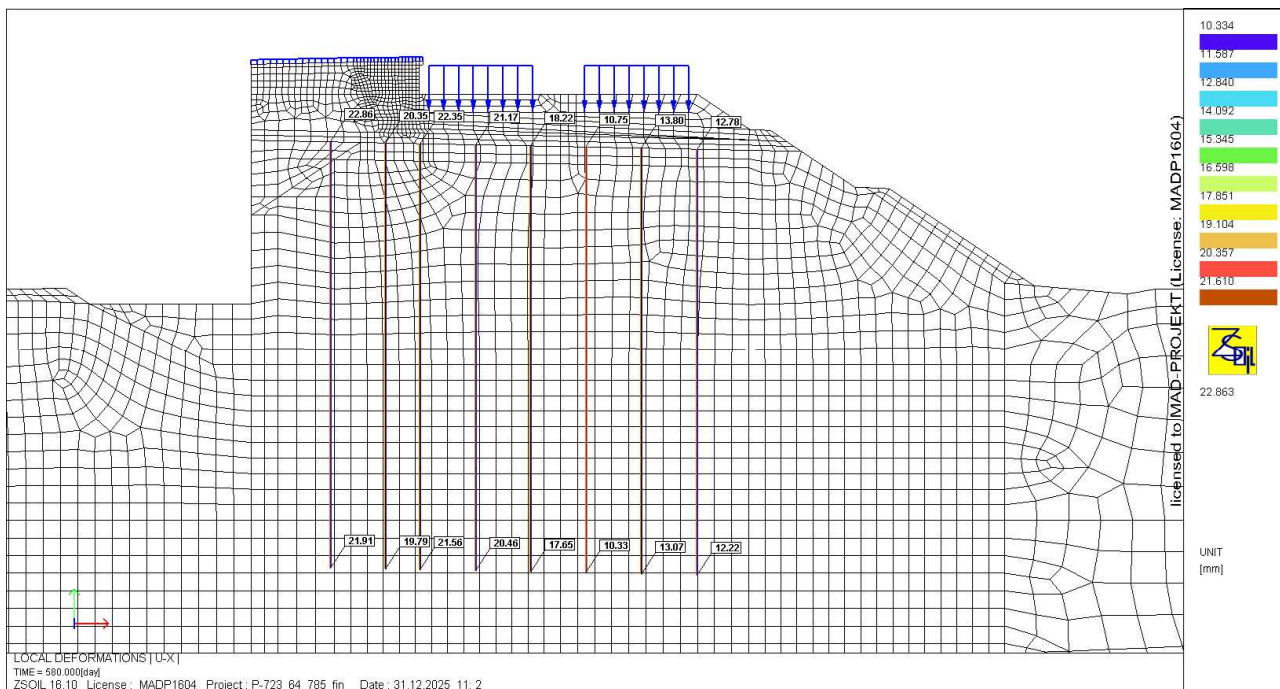 10.334
11.587
12.840
14.092
15.345
16.598
17.851
19.104
20.357
21.610
22.863
22.86 20.35 22.35 21.17 18.22 10.75 13.80 12.78
21.91 19.79 21.56 20.46 17.65 10.33 13.07 12.22
licensed to MAD-PROJEKT (License: MADP1604)
ZSoil
UNIT
[mm]
LOCAL DEFORMATIONS | U-X |
TIME = 580.000[day]
ZSOIL 16.10 License : MADP1604 Project : P-723_64_785_fin Date : 31.12.2025 11: 2